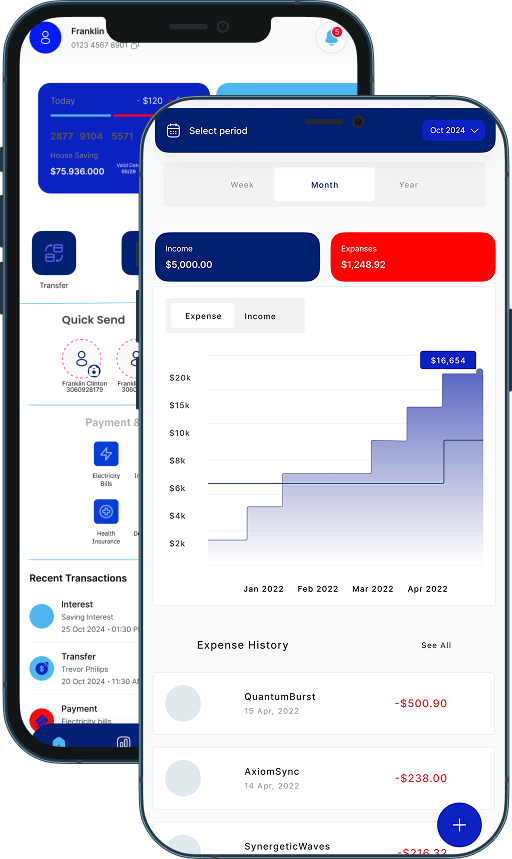 Franklin
0123 4567 8901
5
Today
- $120
2877 9104 5571
House Saving
$75.936.000
Valid Date
05/29
Transfer
Quick Send
Franklin Clinton
3060928179
Payment &
Electricity
Bills
Health
Insurance
Recent Transactions
Interest
Saving Interest
25 Oct 2024 • 01:30
Transfer
Trevor Philips
20 Oct 2024 • 11:30
Payment
Electricity bills
Select period
Oct 2024
Week
Month
Year
Income
$5,000.00
Expanses
$1,248.92
Expense
Income
$16,654
$20k
$15k
$10k
$8k
$6k
$4k
$2k
Jan 2022
Feb 2022
Mar 2022
Apr 2022
Expense History
See All
QuantumBurst
-$500.90
15 Apr, 2022
AxiomSync
-$238.00
14 Apr, 2022
SynergeticWaves
-$216.32